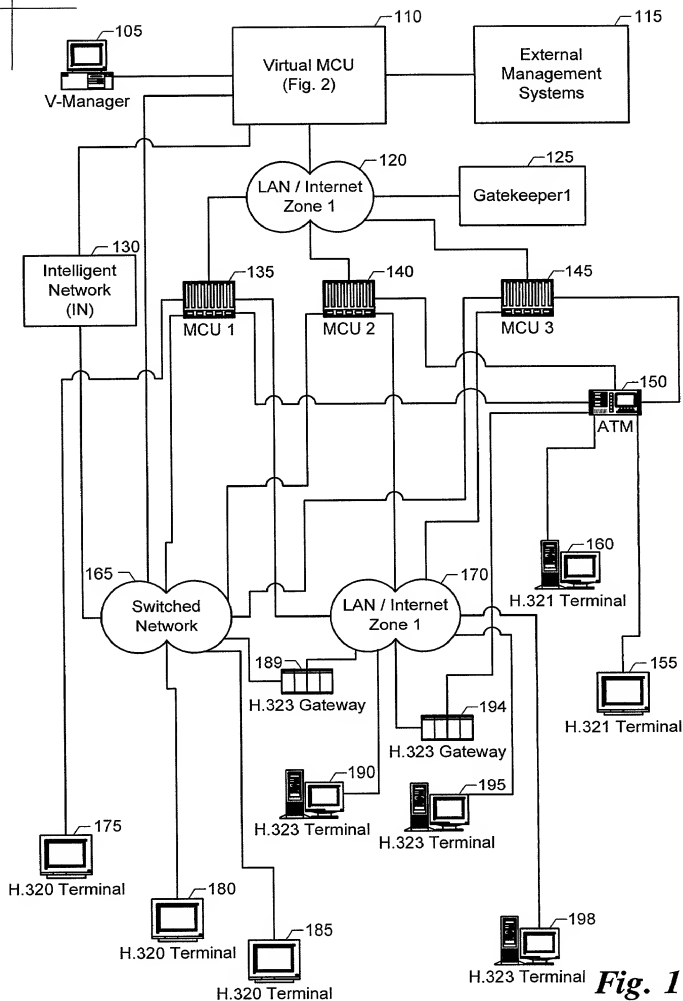 105
110
115
V-Manager
Virtual MCU
(Fig. 2)
External
Management
Systems
120
125
LAN / Internet
Zone 1
Gatekeeper1
130
Intelligent
Network
(IN)
135
140
145
MCU 1
MCU 2
MCU 3
150
ATM
160
H.321 Terminal
165
Switched
Network
170
LAN / Internet
Zone 1
155
H.321 Terminal
189
H.323 Gateway
194
H.323 Gateway
190
H.323 Terminal
195
H.323 Terminal
175
H.320 Terminal
180
H.320 Terminal
185
H.320 Terminal
198
H.323 Terminal
Fig. 1